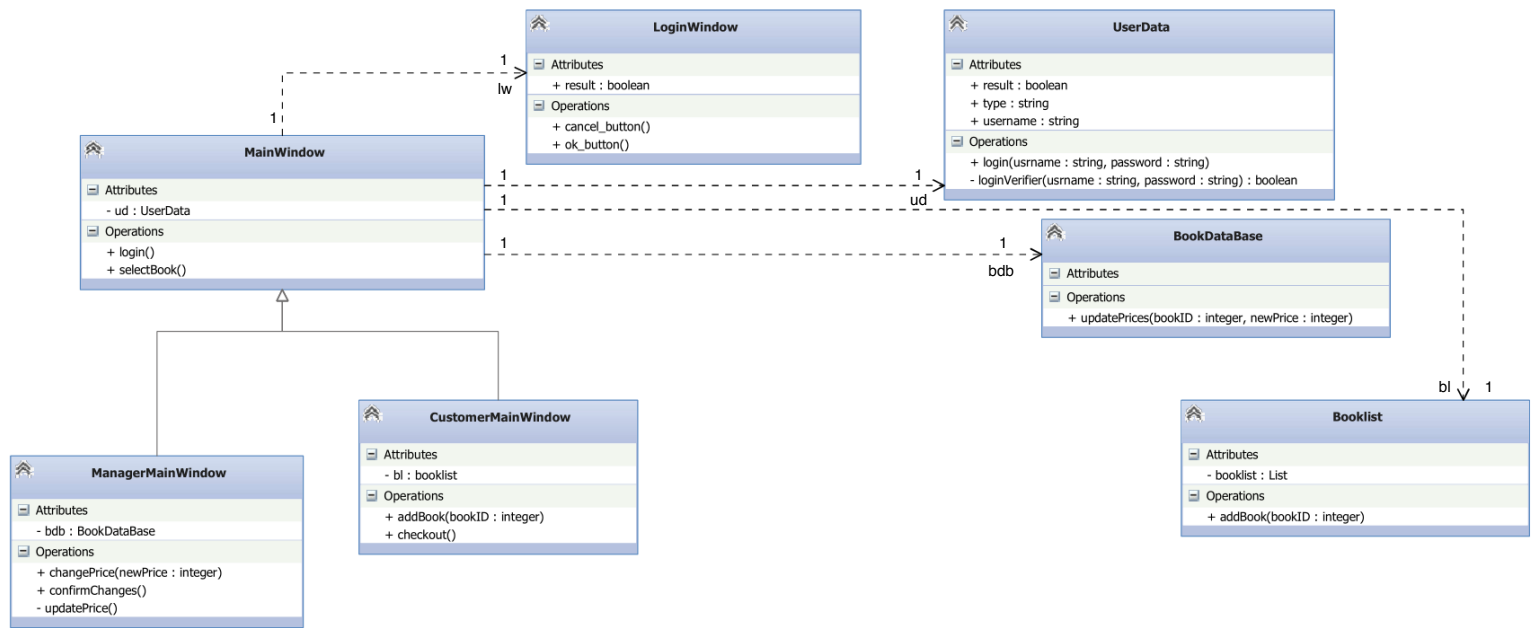 LoginWindow
Attributes
+ result : boolean
Operations
+ cancel_button()
+ ok_button()
UserData
Attributes
+ result : boolean
+ type : string
+ username : string
Operations
+ login(usrname : string, password : string)
- loginVerifier(usrname : string, password : string) : boolean
1
lw
1
MainWindow
Attributes
- ud : UserData
Operations
+ login()
+ selectBook()
1
1
ud
1
1
1
bdb
BookDataBase
Attributes
Operations
+ updatePrices(bookID : integer, newPrice : integer)
bl
1
CustomerMainWindow
Attributes
- bl : booklist
Operations
+ addBook(bookID : integer)
+ checkout()
Booklist
Attributes
- booklist : List
Operations
+ addBook(bookID : integer)
ManagerMainWindow
Attributes
- bdb : BookDataBase
Operations
+ changePrice(newPrice : integer)
+ confirmChanges()
- updatePrice()